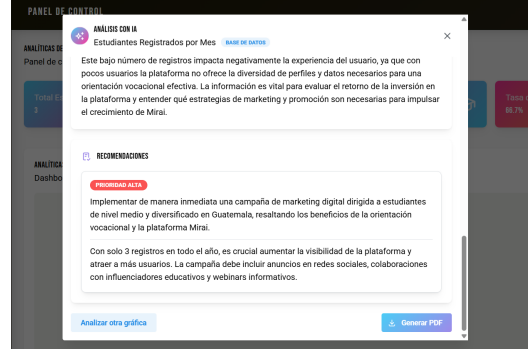 PANEL DE CONTROL
ANÁLISIS CON IA
Estudiantes Registrados por Mes BASE DE DATOS
ANALÍTICAS DE
Panel de c
Este bajo número de registros impacta negativamente la experiencia del usuario, ya que con
pocos usuarios la plataforma no ofrece la diversidad de perfiles y datos necesarios para una
orientación vocacional efectiva. La información es vital para evaluar el retorno de la inversión en
la plataforma y entender qué estrategias de marketing y promoción son necesarias para impulsar
el crecimiento de Mirai.
Total Es
3
Tasa d
66.7%
RECOMENDACIONES
ANALÍTICA
Dashbo
PRIORIDAD ALTA
Implementar de manera inmediata una campaña de marketing digital dirigida a estudiantes
de nivel medio y diversificado en Guatemala, resaltando los beneficios de la orientación
vocacional y la plataforma Mirai.
Con solo 3 registros en todo el año, es crucial aumentar la visibilidad de la plataforma y
atraer a más usuarios. La campaña debe incluir anuncios en redes sociales, colaboraciones
con influenciadores educativos y webinars informativos.
Analizar otra gráfica
Generar PDF